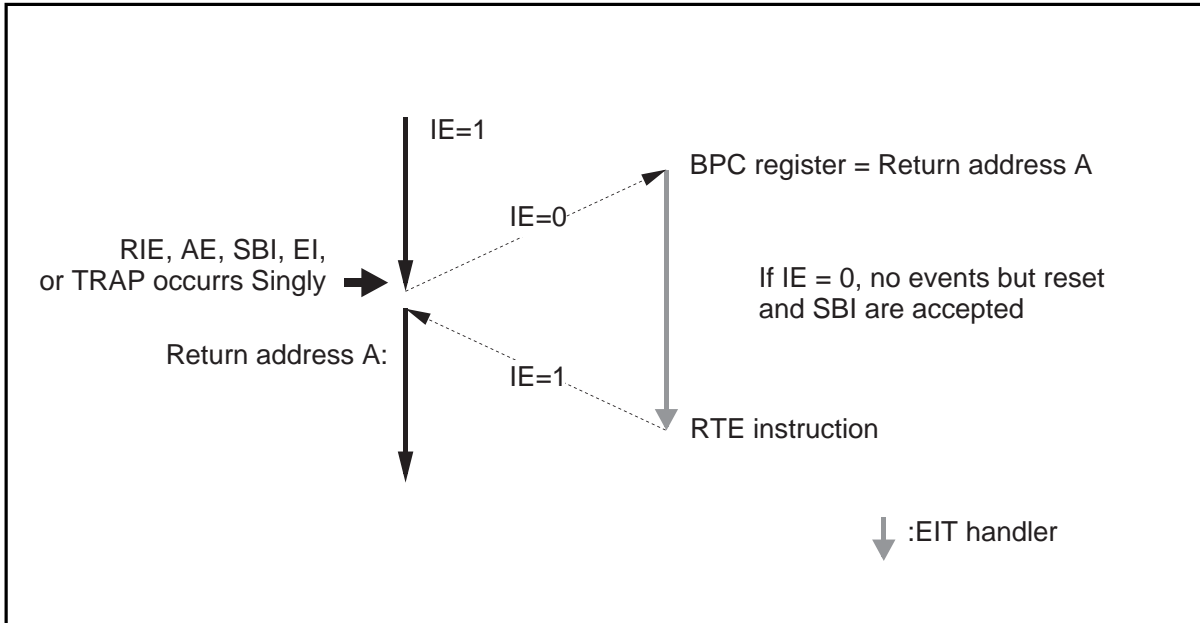 IE=1
BPC register = Return address A
IE=0
RIE, AE, SBI, EI,
or TRAP occurrs Singly
If IE = 0, no events but reset
and SBI are accepted
Return address A:
IE=1
RTE instruction
:EIT handler